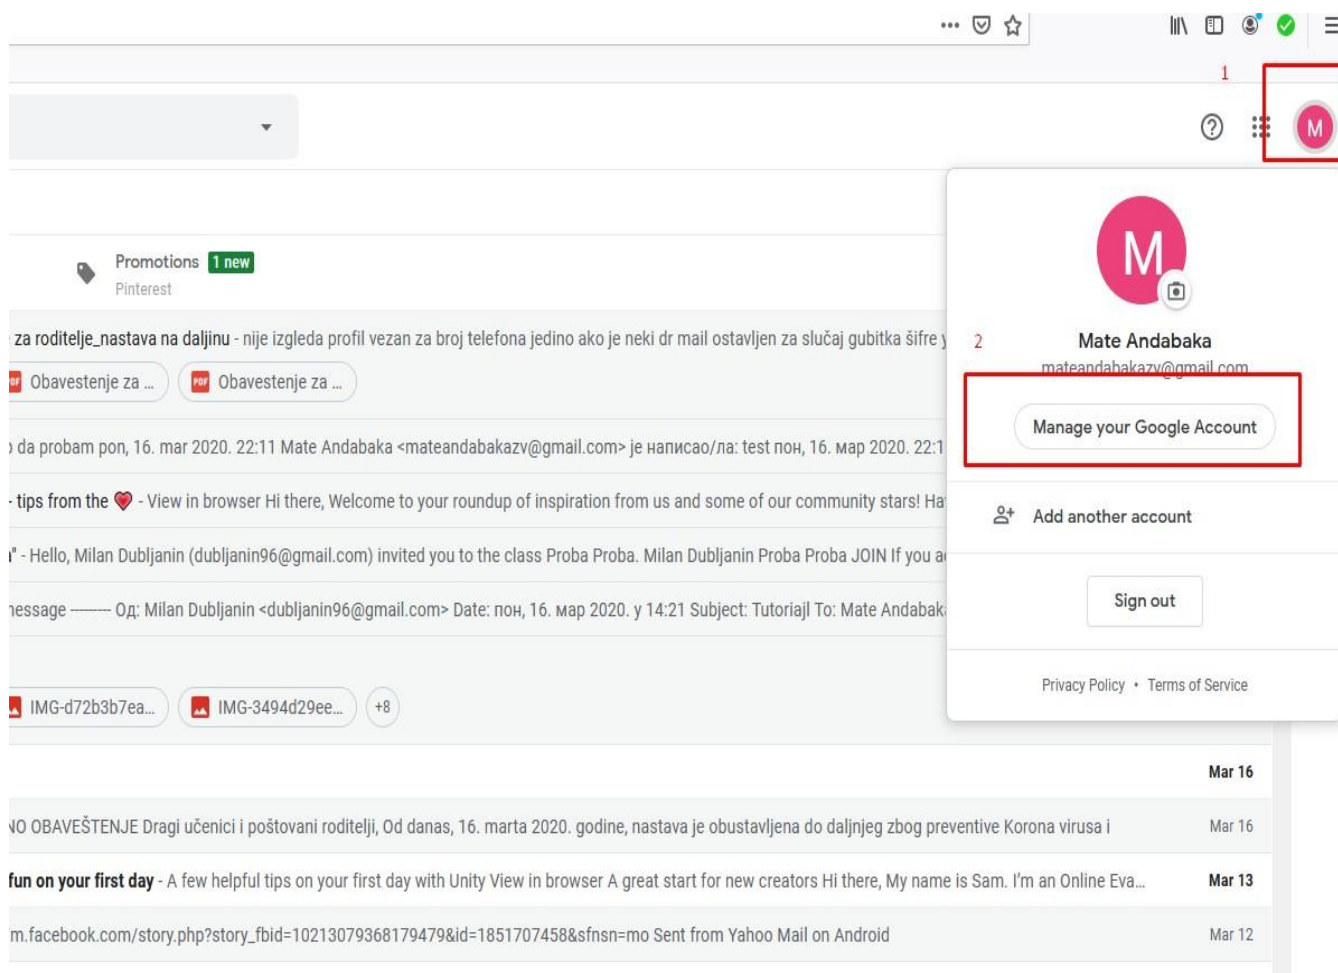 1
M
M
Promotions 1 new
Pinterest
Mate Andabaka
2
za roditelje_nastava na daljinu - nije izgleda profil vezan za broj telefona jedino ako je neki dr mail ostavljen za slučaj gubitka šifre
mateandabakazv@gmail.com
PDF Obavestenje za ...
PDF Obavestenje za ...
Manage your Google Account
da probam pon, 16. mar 2020. 22:11 Mate Andabaka <mateandabakazv@gmail.com> је написао/ла: test пон, 16. мар 2020. 22:1
- tips from the ❤ - View in browser Hi there, Welcome to your roundup of inspiration from us and some of our community stars! Ha
Add another account
" - Hello, Milan Dubljanin (dubljanin96@gmail.com) invited you to the class Proba Proba. Milan Dubljanin Proba Proba JOIN If you a
Sign out
nessage -------- Од: Milan Dubljanin <dubljanin96@gmail.com> Date: пон, 16. мар 2020. у 14:21 Subject: Tutoriajl To: Mate Andabak
Privacy Policy • Terms of Service
IMG-d72b3b7ea...
IMG-3494d29ee...
+8
Mar 16
NO OBAVEŠTENJE Dragi učenici i poštovani roditelji, Od danas, 16. marta 2020. godine, nastava je obustavljena do daljnjeg zbog preventive Korona virusa i
Mar 16
fun on your first day - A few helpful tips on your first day with Unity View in browser A great start for new creators Hi there, My name is Sam. I'm an Online Eva...
Mar 13
m.facebook.com/story.php?story_fbid=10213079368179479&id=1851707458&sfnsn=mo Sent from Yahoo Mail on Android
Mar 12